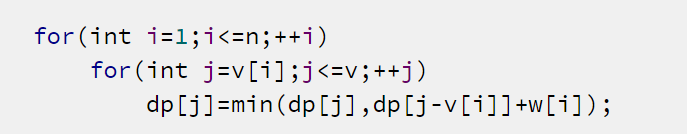 for(int i=1;i<=n;++i)
    for(int j=v[i];j<=v;++j)
        dp[j]=min(dp[j],dp[j-v[i]]+w[i]);